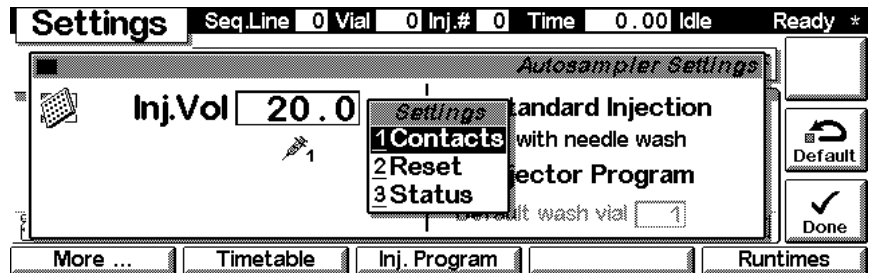 Settings Seq.Line 0 Vial 0 Inj.# 0 Time 0.00 Idle Ready *
Autosampler Settings
Inj.Vol 20.0
1
Settings
1 Contacts
2 Reset
3 Status
tandard Injection
with needle wash
jector Program
wash vial 1
Default
Done
More ...
Timetable
Inj. Program
Runtimes